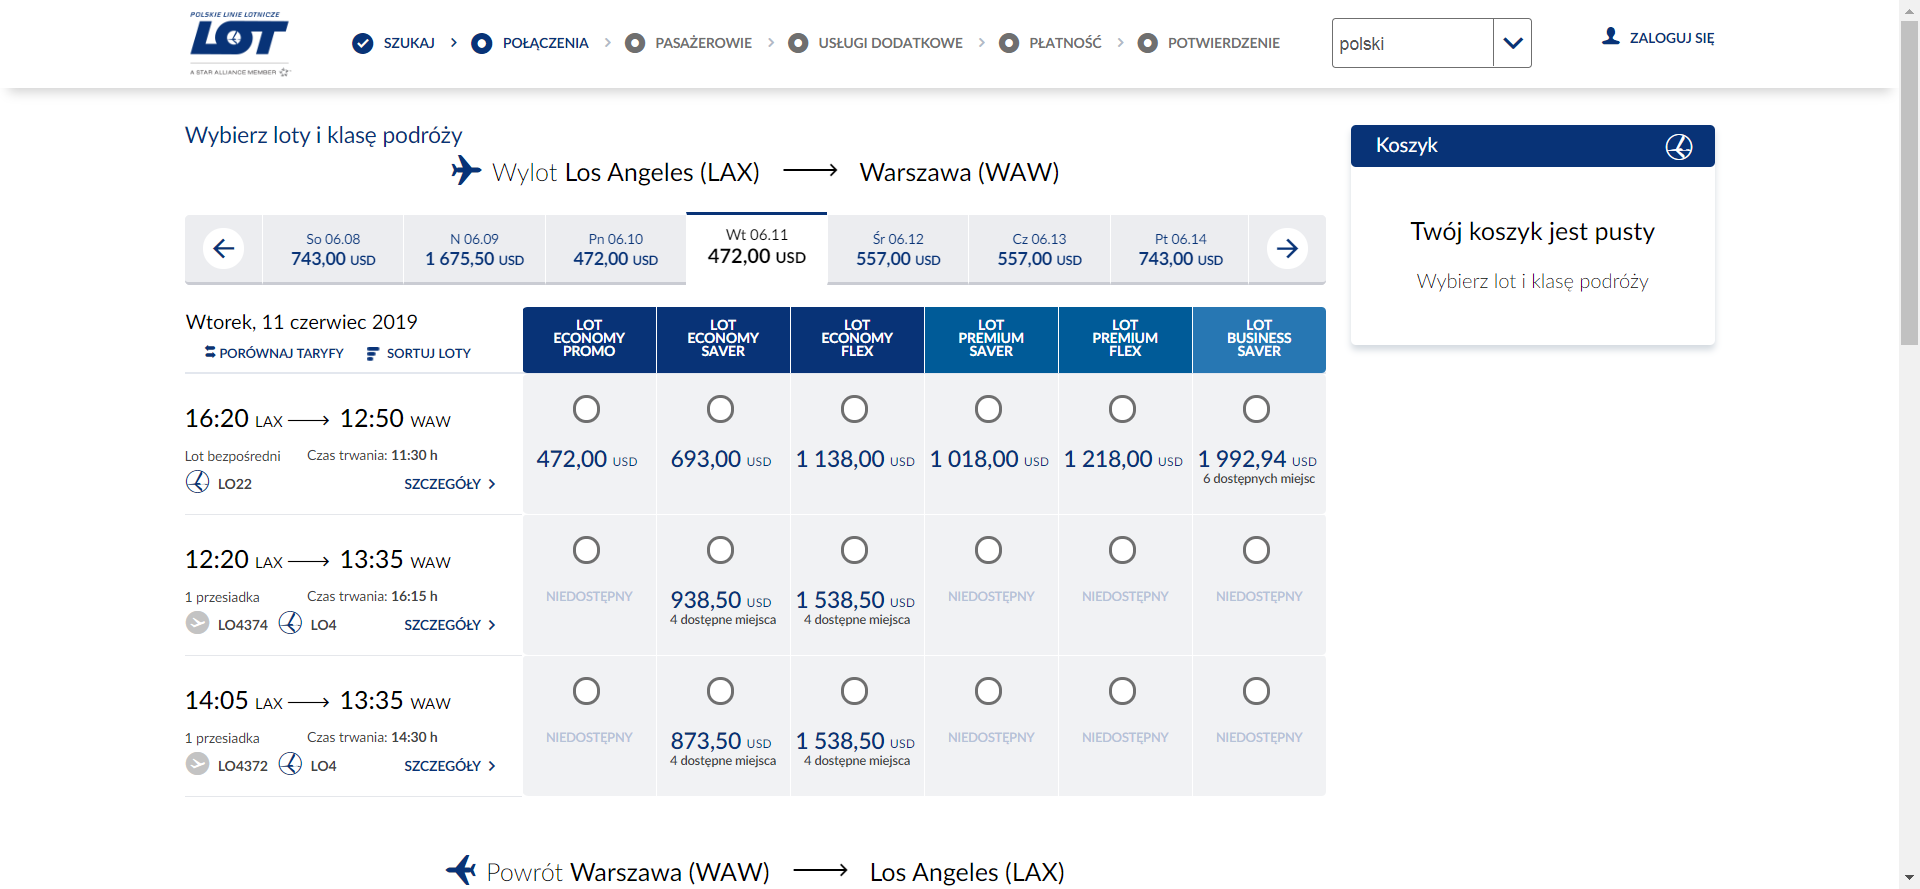 POLSKIE LINIE LOTNICZE
LOT
A STAR ALLIANCE MEMBER
SZUKAJ
POŁĄCZENIA
PASAŻEROWIE
USŁUGI DODATKOWE
PŁATNOŚĆ
POTWIERDZENIE
polski
ZALOGUJ SIĘ
Wybierz loty i klasę podróży
Wylot Los Angeles (LAX) Warszawa (WAW)
So 06.08
743,00 USD
N 06.09
1 675,50 USD
Pn 06.10
472,00 USD
Wt 06.11
472,00 USD
Śr 06.12
557,00 USD
Cz 06.13
557,00 USD
Pt 06.14
743,00 USD
Koszyk
Twój koszyk jest pusty
Wybierz lot i klasę podróży
Wtorek, 11 czerwiec 2019
PORÓWNAJ TARYFY SORTUJ LOTY
LOT
ECONOMY
PROMO
LOT
ECONOMY
SAVER
LOT
ECONOMY
FLEX
LOT
PREMIUM
SAVER
LOT
PREMIUM
FLEX
LOT
BUSINESS
SAVER
16:20 LAX 12:50 WAW
Lot bezpośredni Czas trwania: 11:30 h
LO22 SZCZEGÓŁY
472,00 USD
693,00 USD
1 138,00 USD
1 018,00 USD
1 218,00 USD
1 992,94 USD
6 dostępnych miejsc
12:20 LAX 13:35 WAW
1 przesiadka Czas trwania: 16:15 h
LO4374 LO4 SZCZEGÓŁY
NIEDOSTĘPNY
938,50 USD
4 dostępne miejsca
1 538,50 USD
4 dostępne miejsca
NIEDOSTĘPNY
NIEDOSTĘPNY
NIEDOSTĘPNY
14:05 LAX 13:35 WAW
1 przesiadka Czas trwania: 14:30 h
LO4372 LO4 SZCZEGÓŁY
NIEDOSTĘPNY
873,50 USD
4 dostępne miejsca
1 538,50 USD
4 dostępne miejsca
NIEDOSTĘPNY
NIEDOSTĘPNY
NIEDOSTĘPNY
Powrót Warszawa (WAW) Los Angeles (LAX)